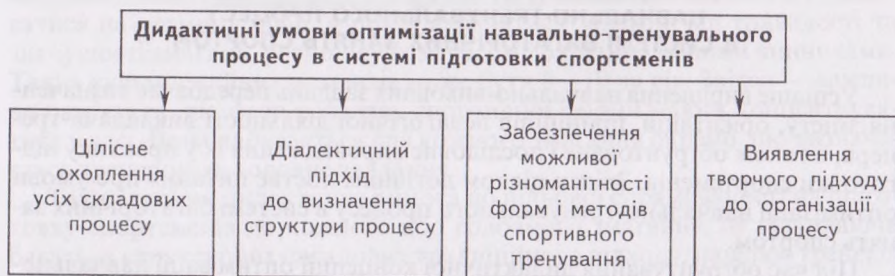 Дидактичні умови оптимізації навчально-тренувального
процесу в системі підготовки спортсменів
Цілісне
охоплення
усіх складових
процесу
Діалектичний
підхід
до визначення
структури процесу
Забезпечення
можливої
різноманітності
форм і методів
спортивного
тренування
Виявлення
творчого підходу
до організації
процесу